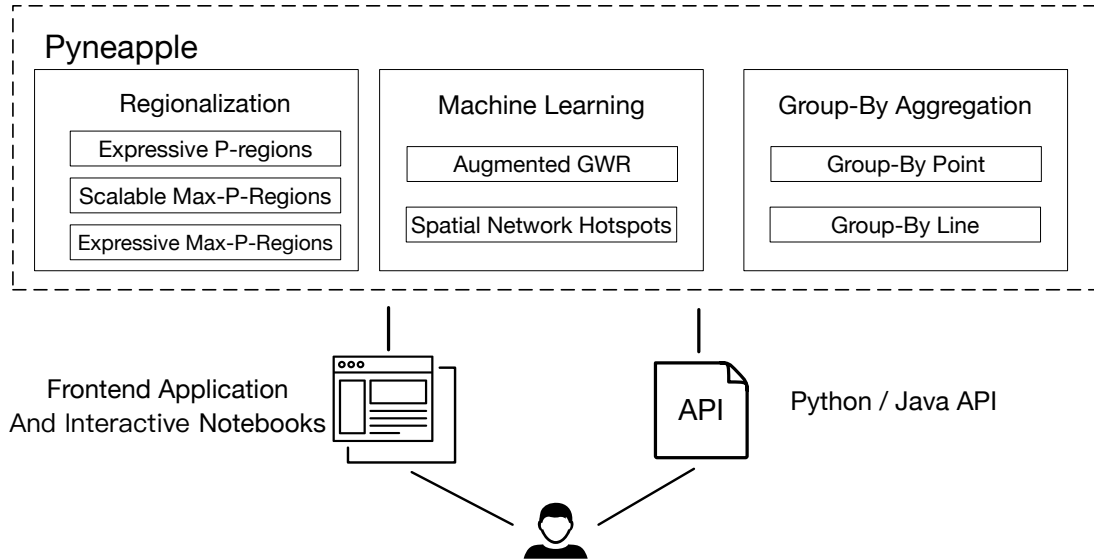 Pyneapple
Regionalization
Expressive P-regions
Scalable Max-P-Regions
Expressive Max-P-Regions
Machine Learning
Augmented GWR
Spatial Network Hotspots
Group-By Aggregation
Group-By Point
Group-By Line
Frontend Application
And Interactive Notebooks
API
Python / Java API